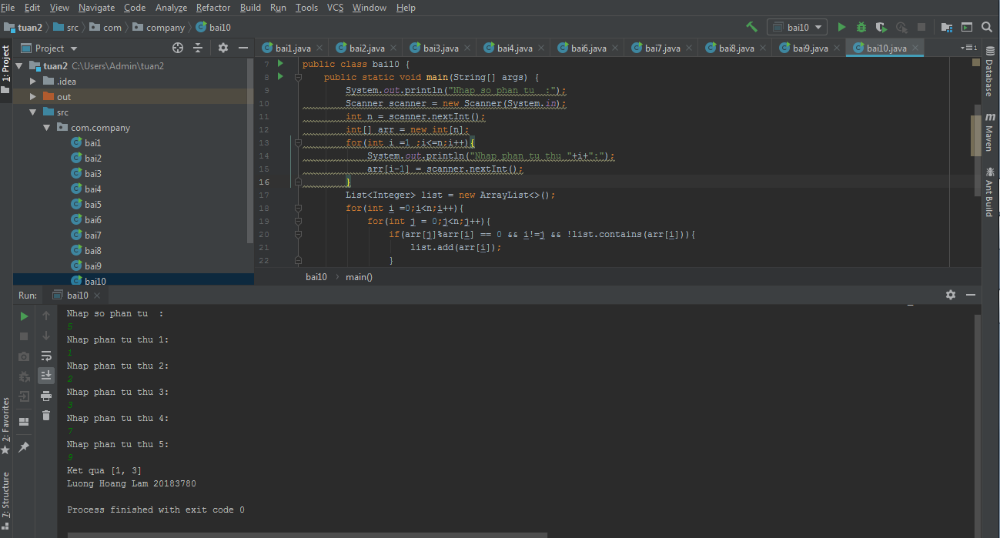 File Edit View Navigate Code Analyze Refactor Build Run Tools VCS Window Help
tuan2 src com company bai10 bai10
Project bai1.java bai2.java bai3.java bai4.java bai6.java bai7.java bai8.java bai9.java bai10.java 1
1: Project
tuan2 C:\Users\Admin\tuan2
.idea
out
src
com.company
bai1
bai2
bai3
bai4
bai5
bai6
bai7
bai8
bai9
bai10
7 public class bai10 {
8 public static void main(String[] args) {
9 System.out.println("Nhap so phan tu  :");
10 Scanner scanner = new Scanner(System.in);
11 int n = scanner.nextInt();
12 int[] arr = new int[n];
13 for(int i =1 ;i<=n;i++){
14 System.out.println("Nhap phan tu thu "+i+":");
15 arr[i-1] = scanner.nextInt();
16 }
17 List<Integer> list = new ArrayList<>();
18 for(int i =0;i<n;i++){
19 for(int j = 0;j<n;j++){
20 if(arr[j]%arr[i] == 0 && i!=j && !list.contains(arr[i])){
21 list.add(arr[i]);
22 }
bai10 main()
Database
m Maven
Ant Build
Run: bai10
Nhap so phan tu  :
5
Nhap phan tu thu 1:
1
Nhap phan tu thu 2:
2
Nhap phan tu thu 3:
3
Nhap phan tu thu 4:
7
Nhap phan tu thu 5:
9
Ket qua [1, 3]
Luong Hoang Lam 20183780
Process finished with exit code 0
2: Favorites
7: Structure